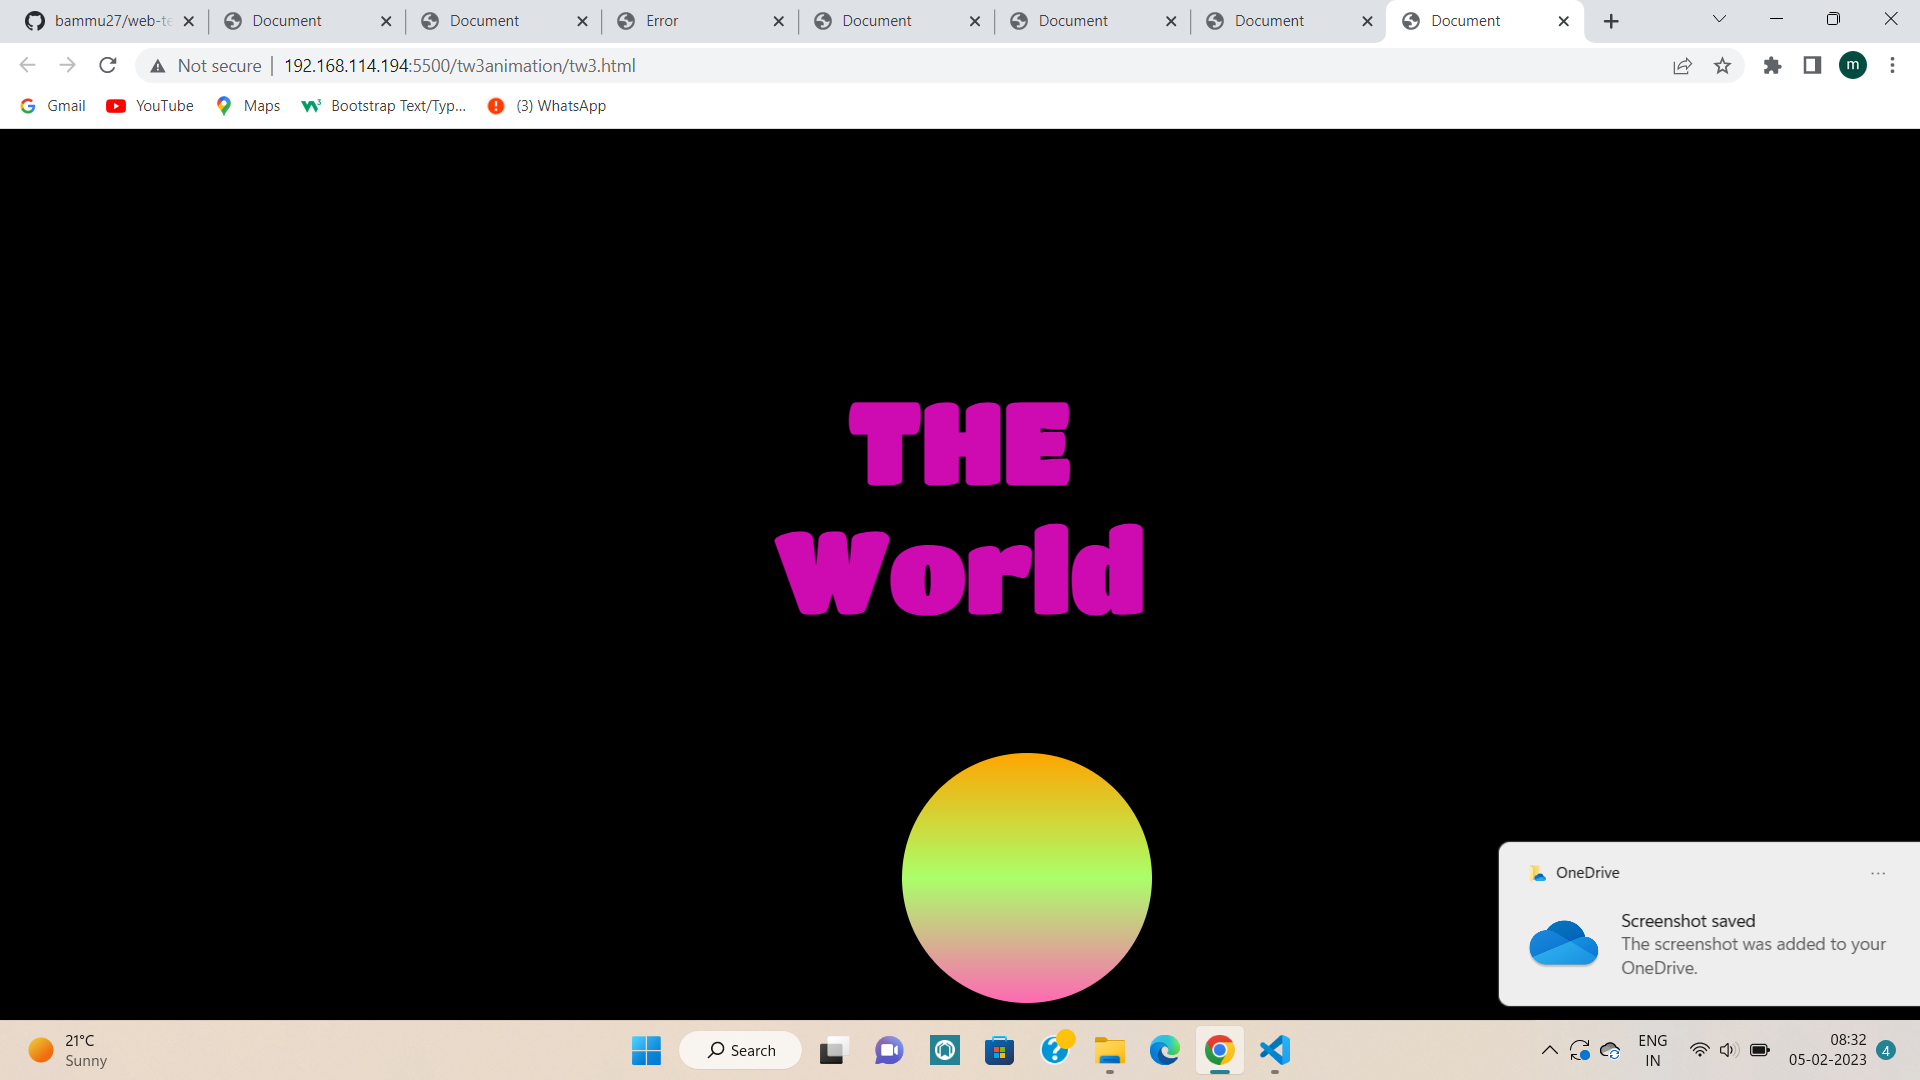 bammu27/web-te
Document
Document
Error
Document
Document
Document
Document
Not secure
192.168.114.194:5500/tw3animation/tw3.html
m
Gmail
YouTube
Maps
Bootstrap Text/Typ...
(3) WhatsApp
THE
World
OneDrive
Screenshot saved
The screenshot was added to your
OneDrive.
21°C
Sunny
Search
ENG
IN
08:32
05-02-2023
4